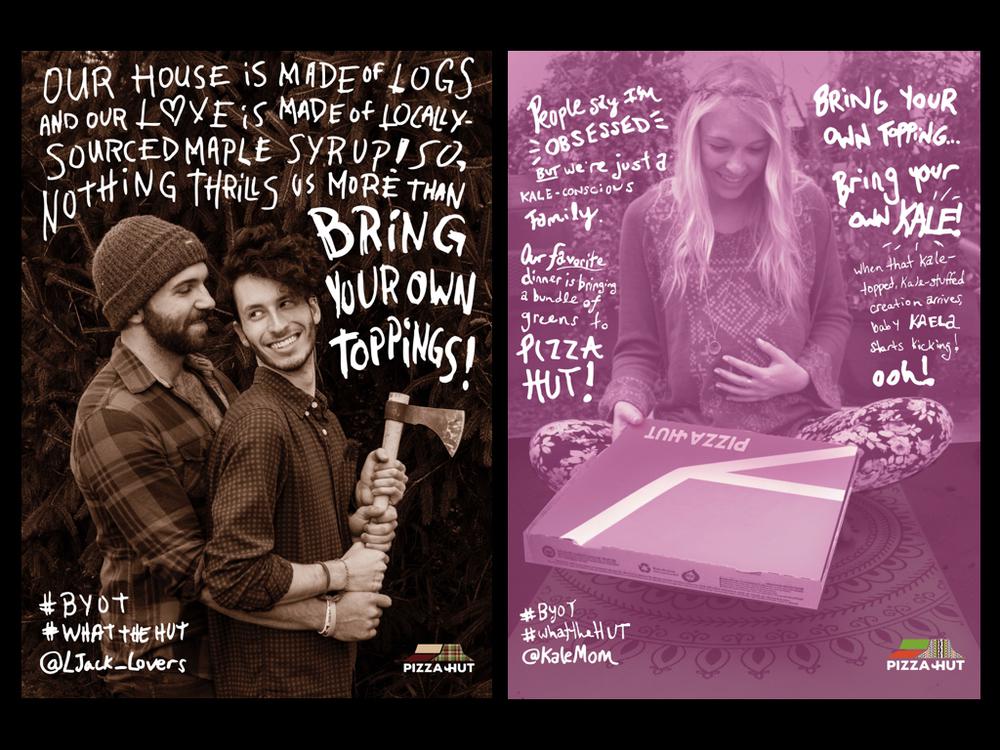 OUR HOUSE iS MADE oF LOGS
AND OUR L♡VE iS MADE oF LOCALLY-
SOURCED MAPLE SYRUP! SO,
NOTHiNG THRiLLS US MORE THAN
BRiNG
YOUR OWN
TOPPiNGS!
#BYOT
#WHAT tHE HUT
@LJack_Lovers
PIZZA HUT
People say I'm
OBSESSED
BUT we're just a
KALE-CONSCiOUS
Family.
Our favorite
dinner is bringing
a bundle of
greens to
PIZZA
HUT!
BRiNG YOUR
OWN TOPPiNG...
Bring your
own KALE!
when that kale-
topped, Kale-stuffed
creation arrives,
baby KAELA
starts kicking!
ooh!
PIZZA HUT
#BYOT
#whattheHUT
@KaleMom
PIZZA HUT